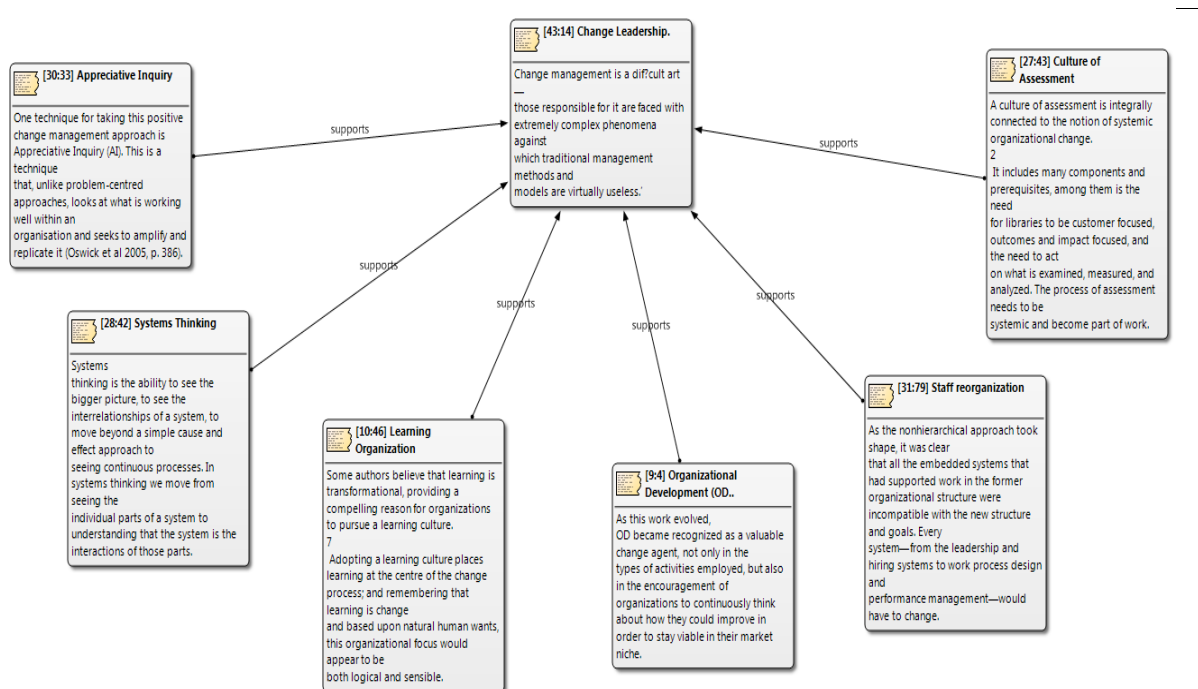 [43:14] Change Leadership.
Change management is a dif?cult art
—
those responsible for it are faced with
extremely complex phenomena
against
which traditional management
methods and
models are virtually useless.'
[30:33] Appreciative Inquiry
One technique for taking this positive
change management approach is
Appreciative Inquiry (AI). This is a
technique
that, unlike problem-centred
approaches, looks at what is working
well within an
organisation and seeks to amplify and
replicate it (Oswick et al 2005, p. 386).
supports
[27:43] Culture of
Assessment
A culture of assessment is integrally
connected to the notion of systemic
organizational change.
2
It includes many components and
prerequisites, among them is the
need
for libraries to be customer focused,
outcomes and impact focused, and
the need to act
on what is examined, measured, and
analyzed. The process of assessment
needs to be
systemic and become part of work.
supports
[28:42] Systems Thinking
Systems
thinking is the ability to see the
bigger picture, to see the
interrelationships of a system, to
move beyond a simple cause and
effect approach to
seeing continuous processes. In
systems thinking we move from
seeing the
individual parts of a system to
understanding that the system is the
interactions of those parts.
supports
[10:46] Learning
Organization
Some authors believe that learning is
transformational, providing a
compelling reason for organizations
to pursue a learning culture.
7
Adopting a learning culture places
learning at the centre of the change
process; and remembering that
learning is change
and based upon natural human wants,
this organizational focus would
appear to be
both logical and sensible.
supports
[9:4] Organizational
Development (OD..
As this work evolved,
OD became recognized as a valuable
change agent, not only in the
types of activities employed, but also
in the encouragement of
organizations to continuously think
about how they could improve in
order to stay viable in their market
niche.
supports
[31:79] Staff reorganization
As the nonhierarchical approach took
shape, it was clear
that all the embedded systems that
had supported work in the former
organizational structure were
incompatible with the new structure
and goals. Every
system—from the leadership and
hiring systems to work process design
and
performance management—would
have to change.
supports